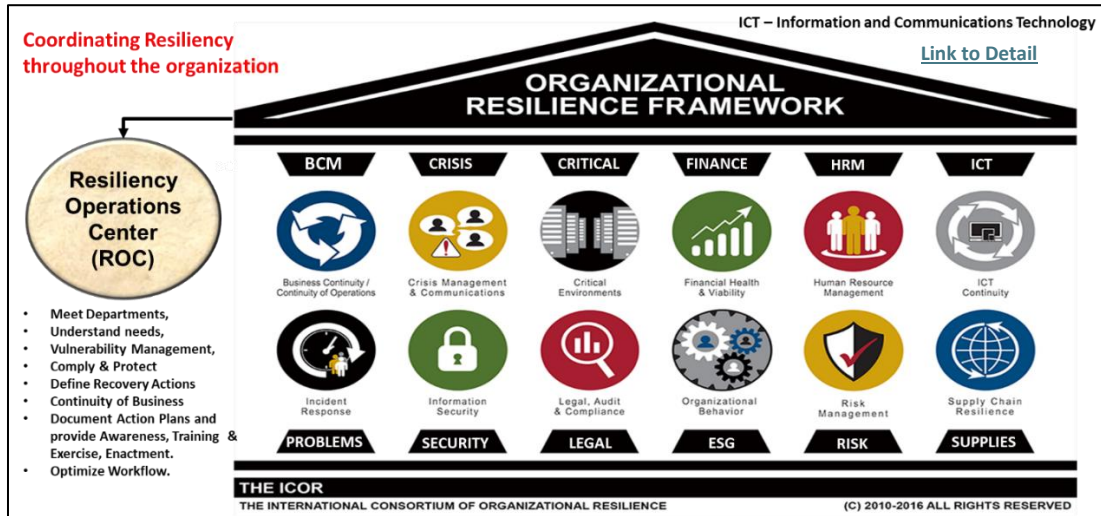 ICT – Information and Communications Technology
Coordinating Resiliency
throughout the organization
Link to Detail
ORGANIZATIONAL
RESILIENCE FRAMEWORK
Resiliency
Operations
Center
(ROC)
• Meet Departments,
• Understand needs,
• Vulnerability Management,
• Comply & Protect
• Define Recovery Actions
• Continuity of Business
• Document Action Plans and
provide Awareness, Training &
Exercise, Enactment.
• Optimize Workflow.
BCM
CRISIS
CRITICAL
FINANCE
HRM
ICT
Business Continuity /
Continuity of Operations
Crisis Management
& Communications
Critical
Environments
Financial Health
& Viability
Human Resource
Management
ICT
Continuity
Incident
Response
Information
Security
Legal, Audit
& Compliance
Organizational
Behavior
Risk
Management
Supply Chain
Resilience
PROBLEMS
SECURITY
LEGAL
ESG
RISK
SUPPLIES
THE ICOR
THE INTERNATIONAL CONSORTIUM OF ORGANIZATIONAL RESILIENCE
(C) 2010-2016 ALL RIGHTS RESERVED